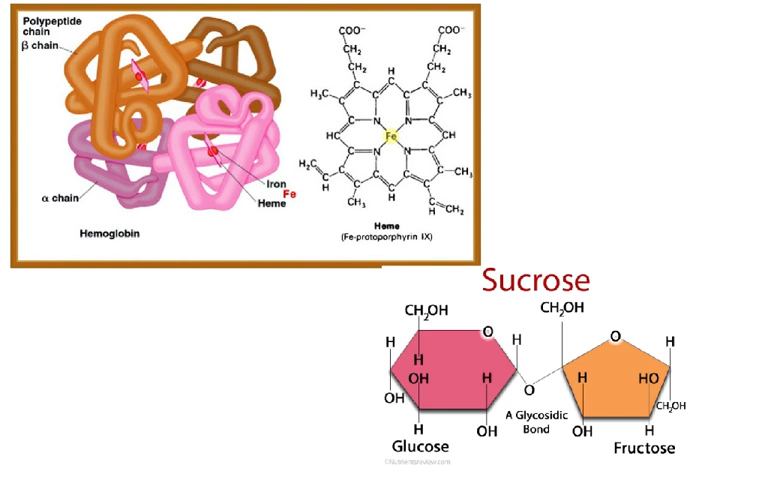 Polypeptide
chain
β chain
α chain
Iron
Fe
Heme
Hemoglobin
COO⁻ COO⁻
CH₂ CH₂
CH₂ CH₂
H
H₃C CH₃
N N
HC Fe CH
N N
H₂C CH₃
C
H C
H
CH₃ C CH₂
H
Heme
(Fe-protoporphyrin IX)
Sucrose
CH₂OH CH₂OH
O O
H H H
H
OH H H HO
OH O CH₂OH
A Glycosidic
Bond
H OH OH H
Glucose Fructose
©Nutrientsreview.com